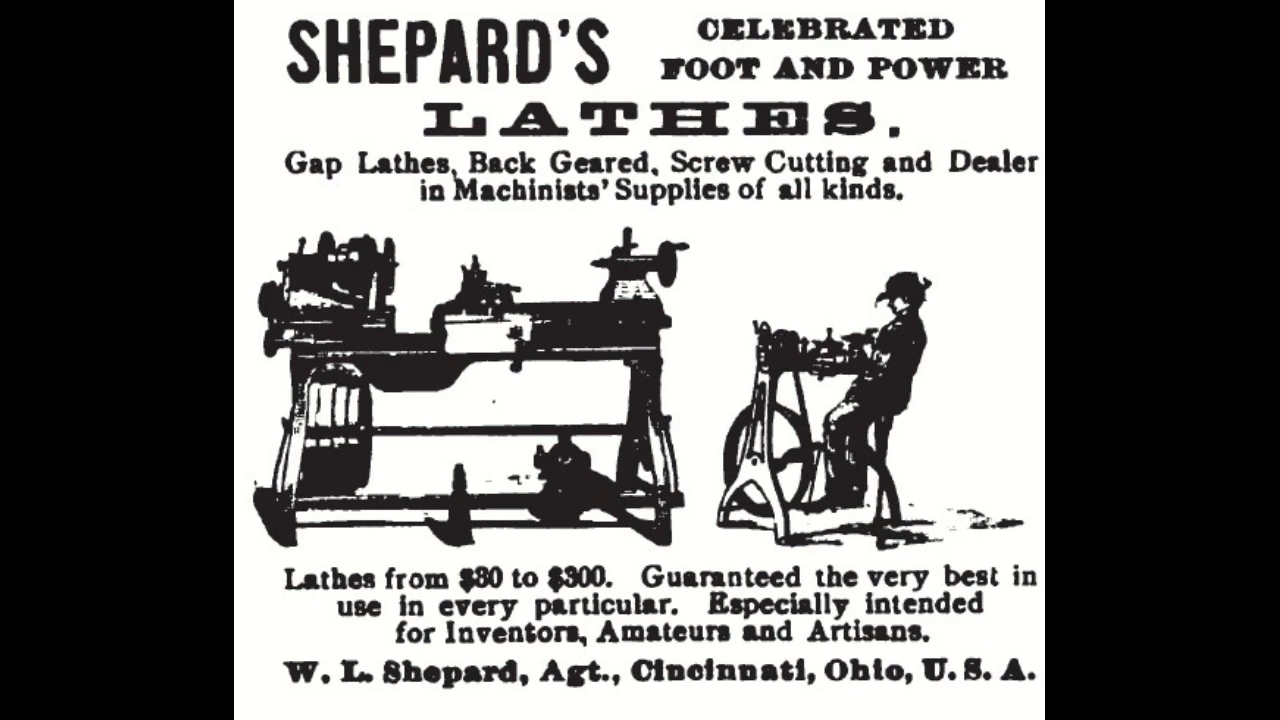 SHEPARD'S
CELEBRATED
FOOT AND POWER
LATHES.
Gap Lathes, Back Geared, Screw Cutting and Dealer
in Machinists' Supplies of all kinds.
Lathes from $30 to $300. Guaranteed the very best in
use in every particular. Especially intended
for Inventors, Amateurs and Artisans.
W. L. Shepard, Agt., Cincinnati, Ohio, U. S. A.